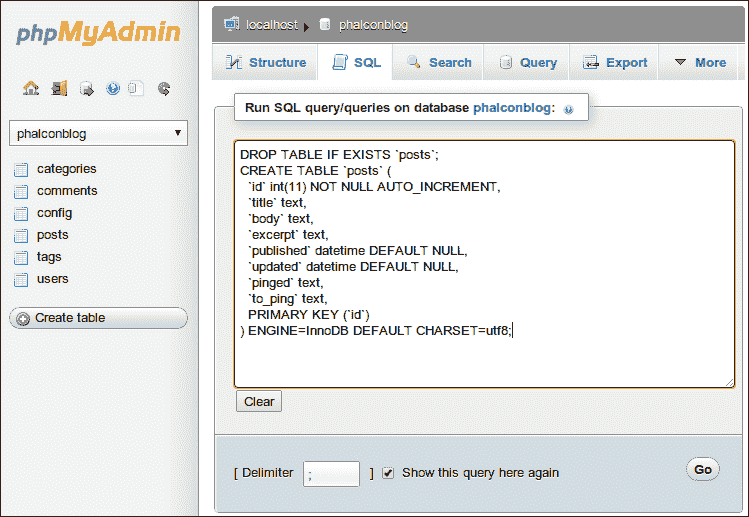 phpMyAdmin
phalconblog
categories
comments
config
posts
tags
users
Create table
localhost phalconblog
Structure SQL Search Query Export More
Run SQL query/queries on database phalconblog:
DROP TABLE IF EXISTS `posts`;
CREATE TABLE `posts` (
`id` int(11) NOT NULL AUTO_INCREMENT,
`title` text,
`body` text,
`excerpt` text,
`published` datetime DEFAULT NULL,
`updated` datetime DEFAULT NULL,
`pinged` text,
`to_ping` text,
PRIMARY KEY (`id`)
) ENGINE=InnoDB DEFAULT CHARSET=utf8;
Clear
[ Delimiter ; ] Show this query here again Go